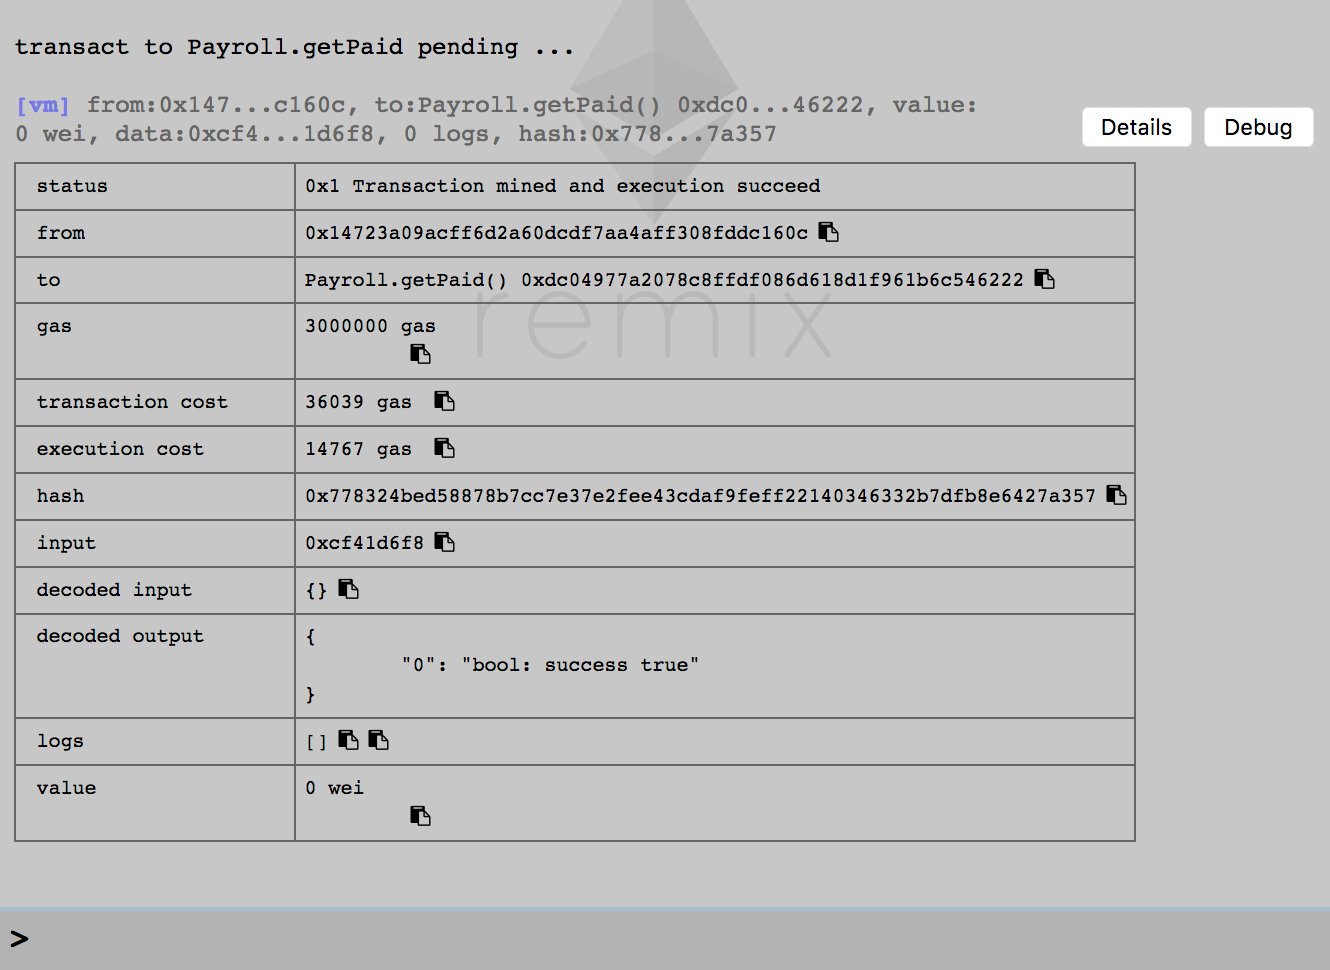 transact to Payroll.getPaid pending ...
[vm] from:0x147...c160c, to:Payroll.getPaid() 0xdc0...46222, value:
0 wei, data:0xcf4...1d6f8, 0 logs, hash:0x778...7a357
Details Debug
status 0x1 Transaction mined and execution succeed
from 0x14723a09acff6d2a60dcdf7aa4aff308fddc160c
to Payroll.getPaid() 0xdc04977a2078c8ffdf086d618d1f961b6c546222
remix
gas 3000000 gas
transaction cost 36039 gas
execution cost 14767 gas
hash 0x778324bed58878b7cc7e37e2fee43cdaf9feff22140346332b7dfb8e6427a357
input 0xcf41d6f8
decoded input {}
decoded output {
"0": "bool: success true"
}
logs []
value 0 wei
>